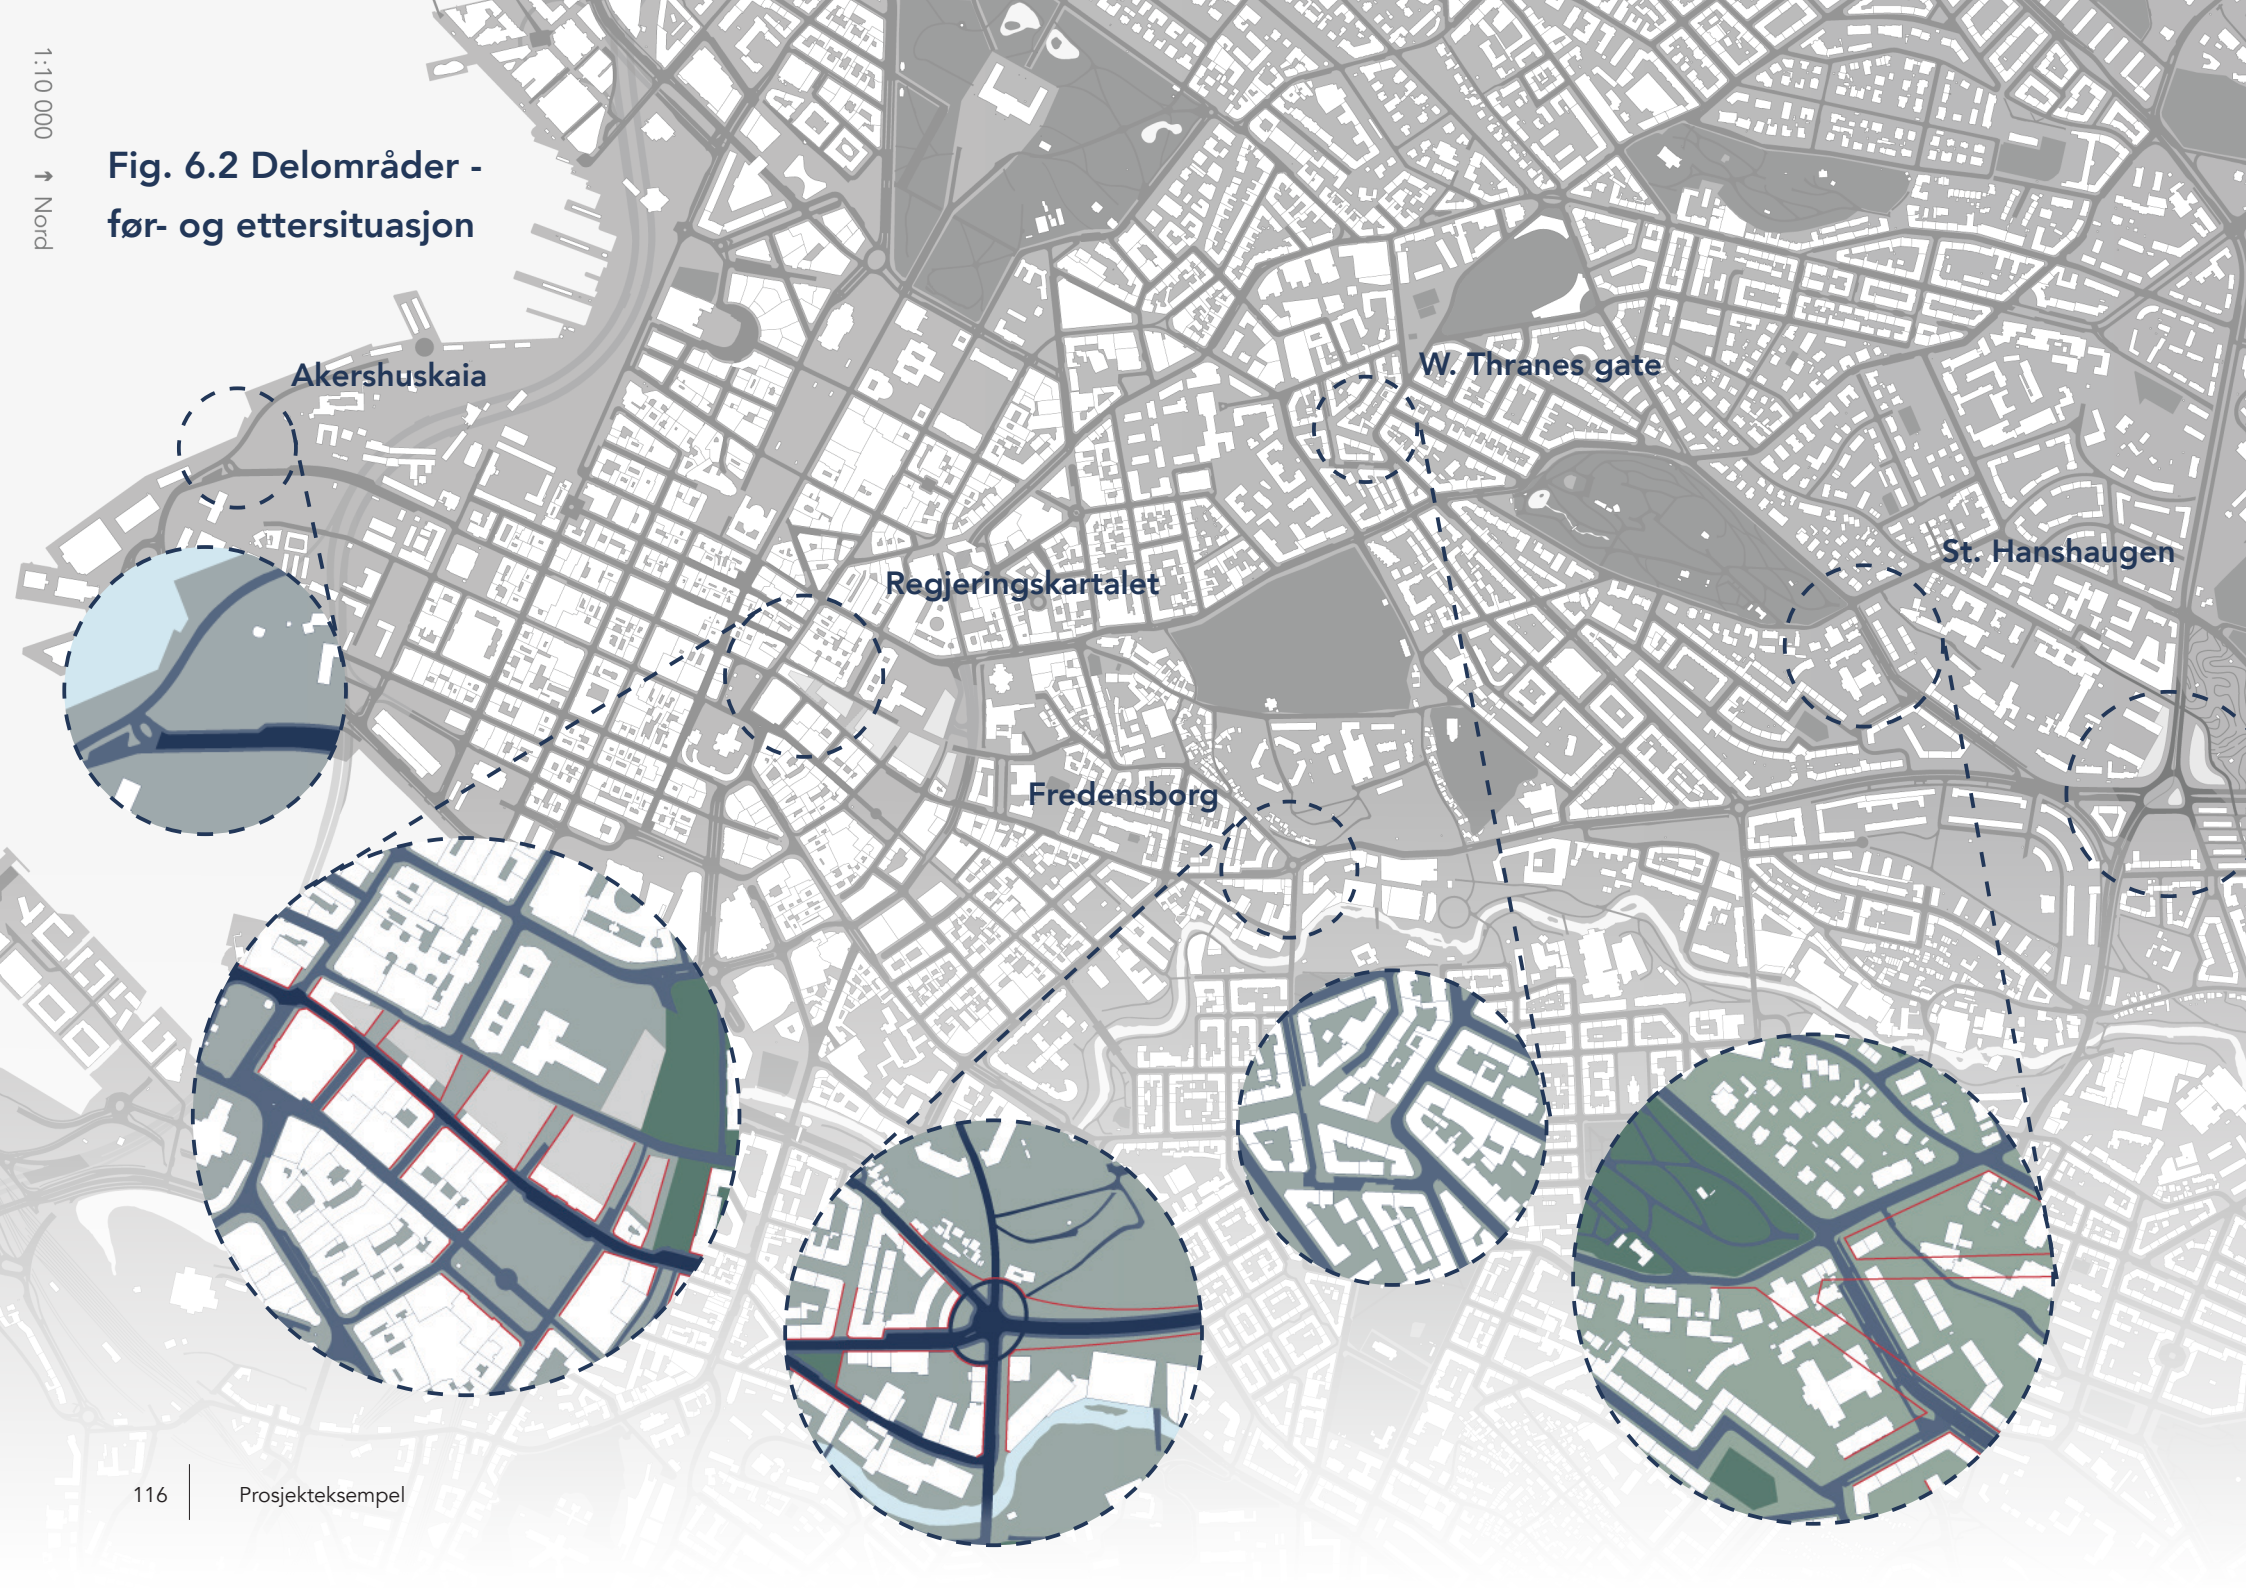 1:10 000 → Nord
Fig. 6.2 Delområder -
før- og ettersituasjon
Akershuskaia
W. Thranes gate
St. Hanshaugen
Regjeringskartalet
Fredensborg
116
Prosjekteksempel